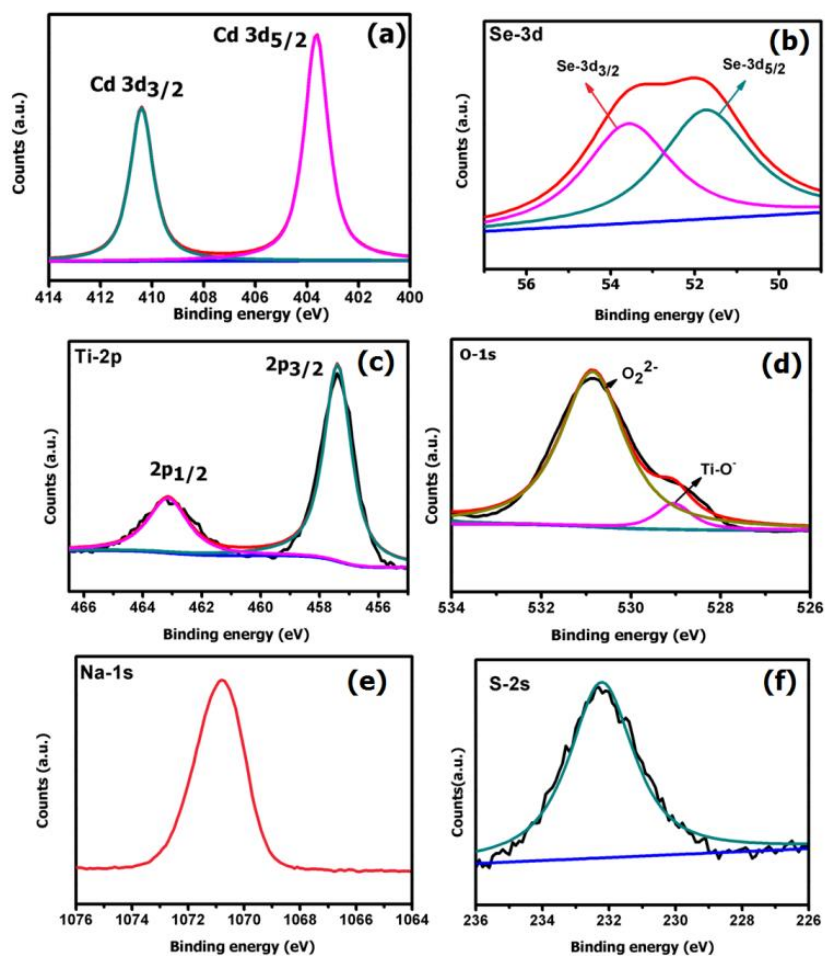 (a)
Cd 3d5/2
Cd 3d3/2
Counts (a.u.)
414 412 410 408 406 404 402 400
Binding energy (eV)
(b)
Se-3d
Se-3d3/2
Se-3d5/2
Counts (a.u.)
56 54 52 50
Binding energy (eV)
(c)
Ti-2p
2p3/2
2p1/2
Counts (a.u.)
466 464 462 460 458 456
Binding energy (eV)
(d)
O-1s
O₂²⁻
Ti-O⁻
Counts (a.u.)
534 532 530 528 526
Binding energy (eV)
(e)
Na-1s
Counts (a.u.)
1076 1074 1072 1070 1068 1066 1064
Binding energy (eV)
(f)
S-2s
Counts(a.u.)
236 234 232 230 228 226
Binding energy (eV)